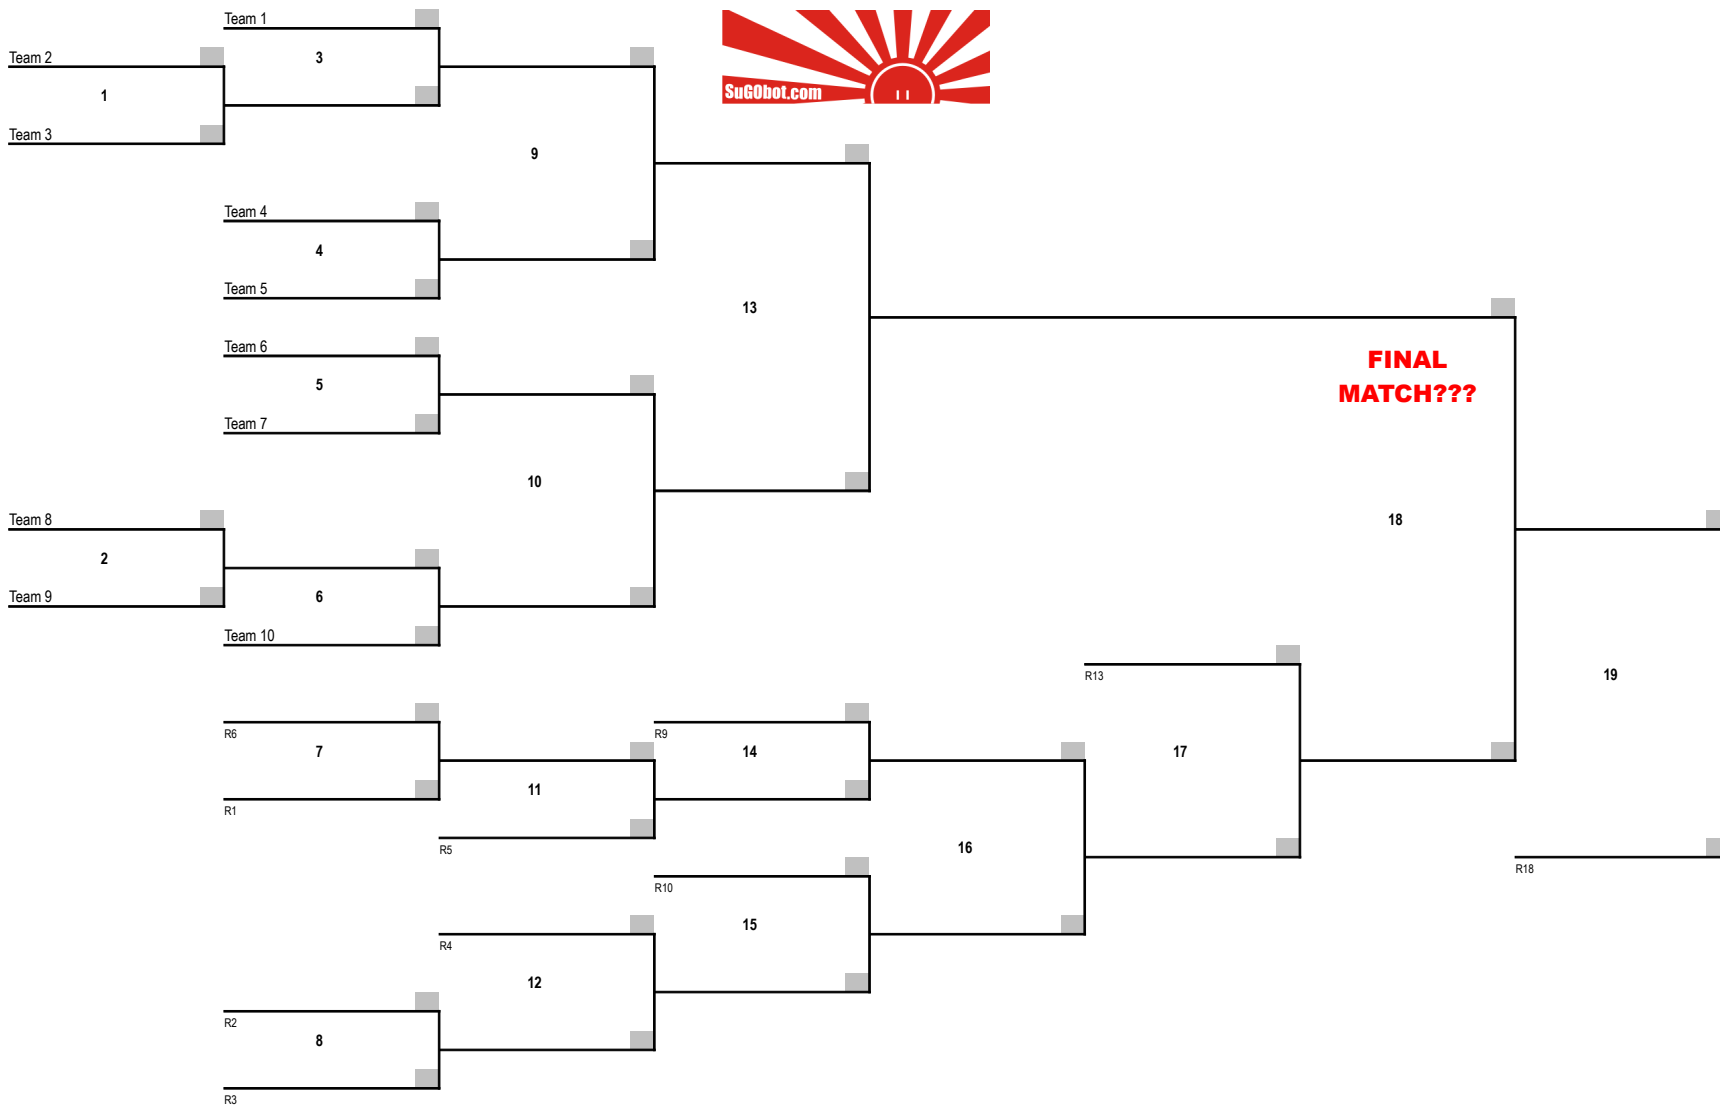 Team 1
Team 2
3
SuGObot.com
1
Team 3
9
Team 4
4
Team 5
13
Team 6
FINAL
MATCH???
5
Team 7
10
Team 8
18
2
Team 9
6
Team 10
R13
19
R6
R9
7
14
17
11
R1
R5
16
R18
R10
15
R4
12
R2
8
R3